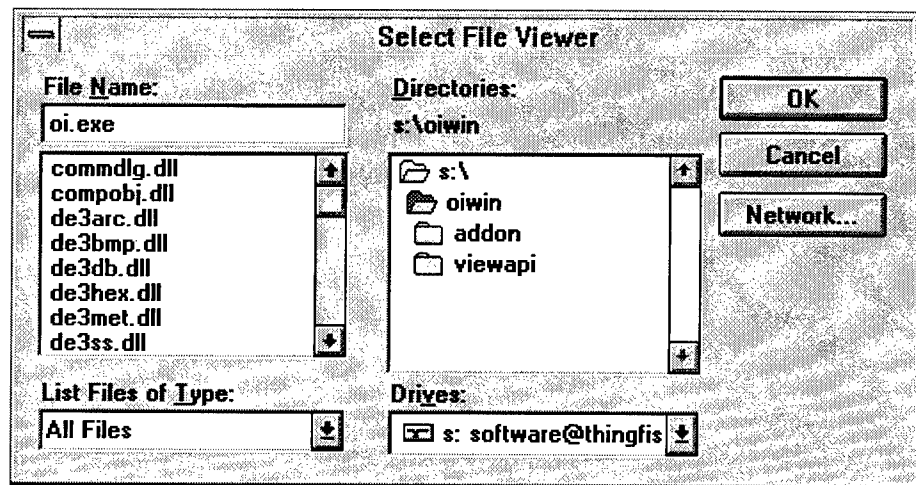 Select File Viewer
File Name:
oi.exe
commdlg.dll
compobj.dll
de3arc.dll
de3bmp.dll
de3db.dll
de3hex.dll
de3met.dll
de3ss.dll
List Files of Type:
All Files
Directories:
s:\oiwin
s:\
oiwin
addon
viewapi
Drives:
s: software@thingfis
OK
Cancel
Network...